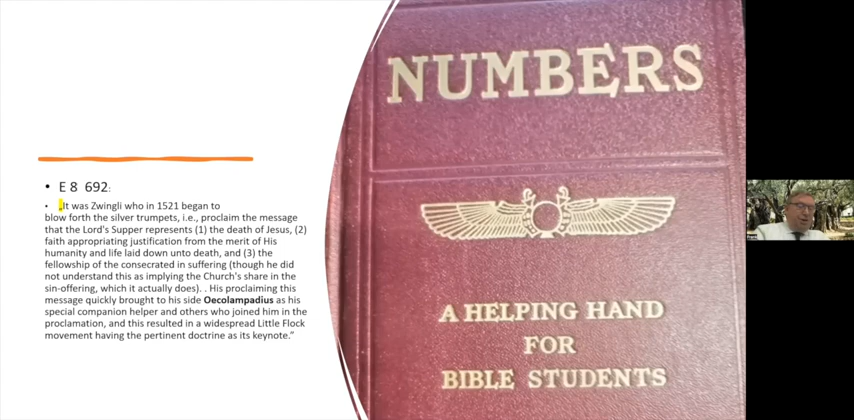 • E 8 692:
• „It was Zwingli who in 1521 began to
blow forth the silver trumpets, i.e., proclaim the message
that the Lord's Supper represents (1) the death of Jesus, (2)
faith appropriating justification from the merit of His
humanity and life laid down unto death, and (3) the
fellowship of the consecrated in suffering (though he did
not understand this as implying the Church's share in the
sin-offering, which it actually does). . His proclaiming this
message quickly brought to his side Oecolampadius as his
special companion helper and others who joined him in the
proclamation, and this resulted in a widespread Little Flock
movement having the pertinent doctrine as its keynote.”
NUMBERS
A HELPING HAND
FOR
BIBLE STUDENTS